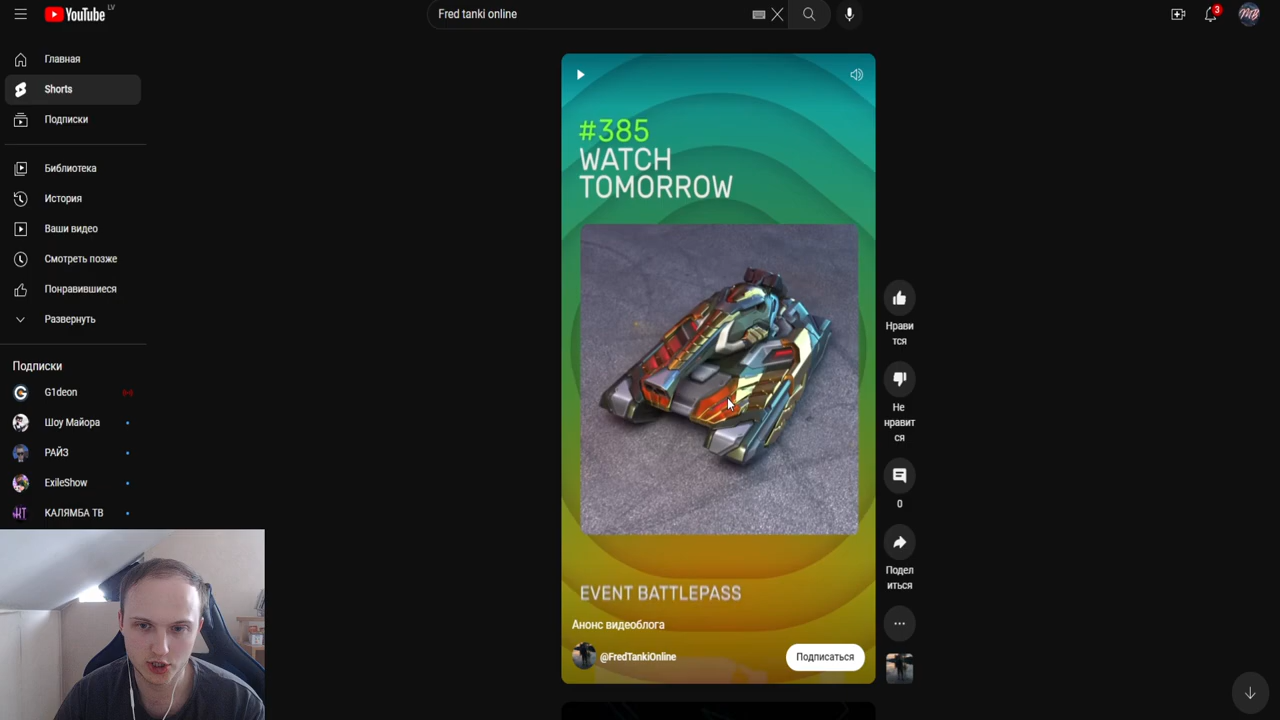 YouTube LV
Fred tanki online
3
MB
Главная
Shorts
Подписки
Библиотека
История
Ваши видео
Смотреть позже
Понравившиеся
Развернуть
Подписки
G1deon
Шоу Майора
РАЙЗ
ExileShow
КТ КАЛЯМБА ТВ
#385
WATCH
TOMORROW
EVENT BATTLEPASS
Анонс видеоблога
@FredTankiOnline
Подписаться
Нрави
тся
Не
нравит
ся
0
Подел
иться